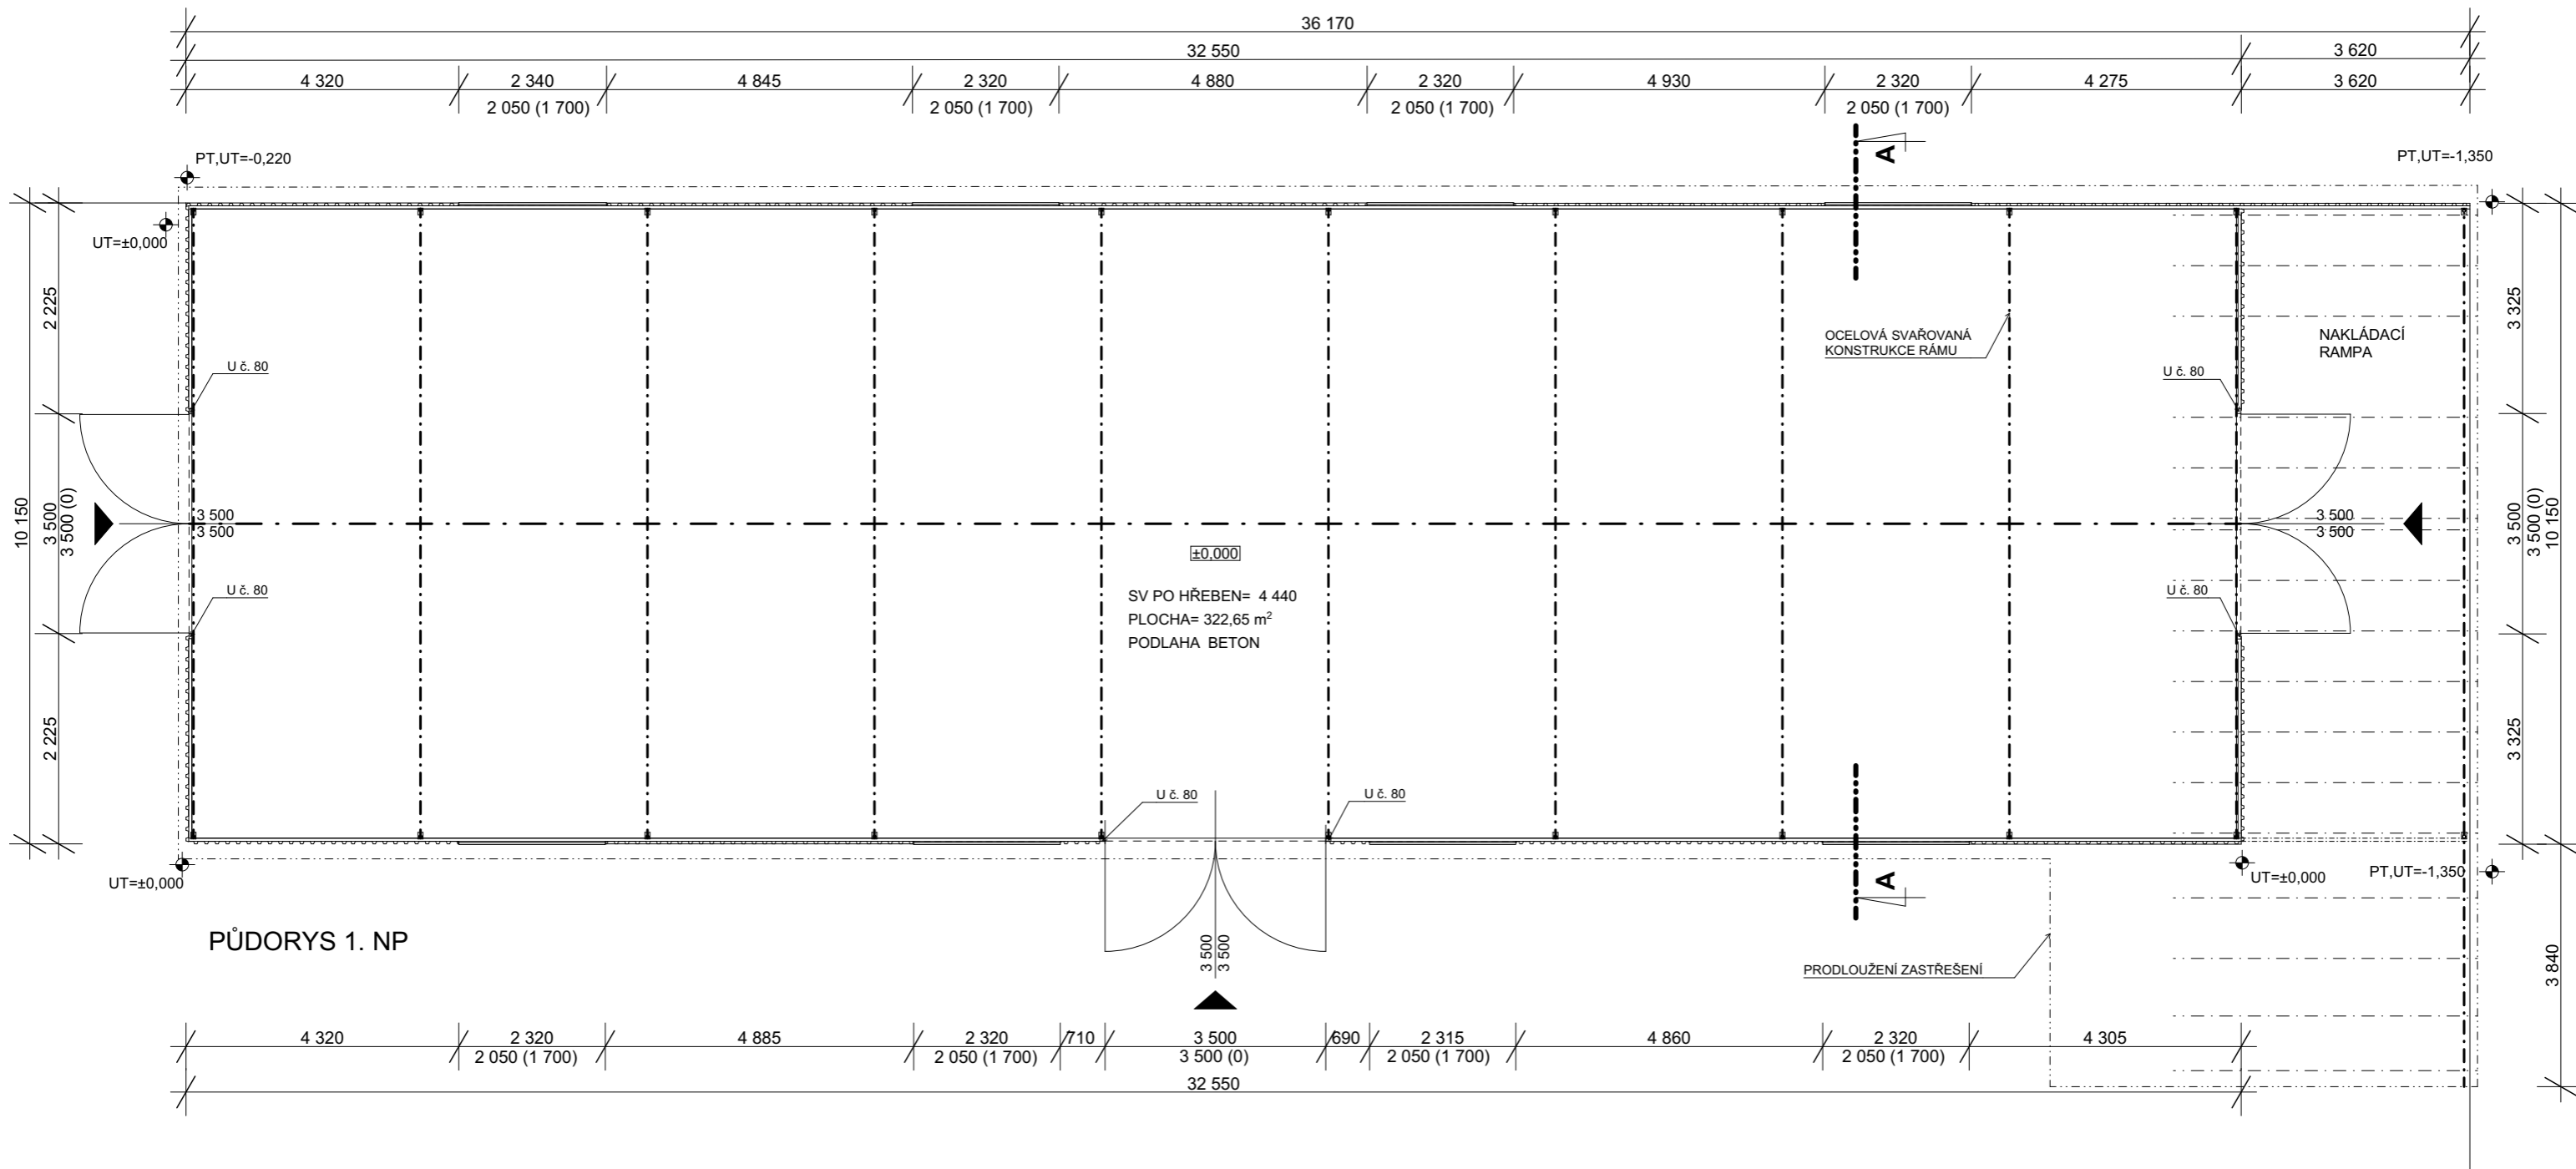 36 170
32 550
3 620
4 320
2 340
4 845
2 320
4 880
2 320
4 930
2 320
4 275
3 620
2 050 (1 700)
2 050 (1 700)
2 050 (1 700)
2 050 (1 700)
PT,UT=-0,220
A
PT,UT=-1,350
UT=±0,000
2 225
3 325
OCELOVÁ SVAŘOVANÁ
KONSTRUKCE RÁMU
NAKLÁDACÍ
RAMPA
U č. 80
U č. 80
10 150
3 500
3 500 (0)
3 500
3 500
3 500
3 500
3 500
3 500 (0)
10 150
±0,000
SV PO HŘEBEN= 4 440
PLOCHA= 322,65 m²
PODLAHA BETON
U č. 80
U č. 80
2 225
3 325
U č. 80
U č. 80
UT=±0,000
A
UT=±0,000
PT,UT=-1,350
PŮDORYS 1. NP
3 500
3 500
PRODLOUŽENÍ ZASTŘEŠENÍ
3 840
4 320
2 320
4 885
2 320
710
3 500
690
2 315
4 860
2 320
4 305
2 050 (1 700)
2 050 (1 700)
3 500 (0)
2 050 (1 700)
2 050 (1 700)
32 550